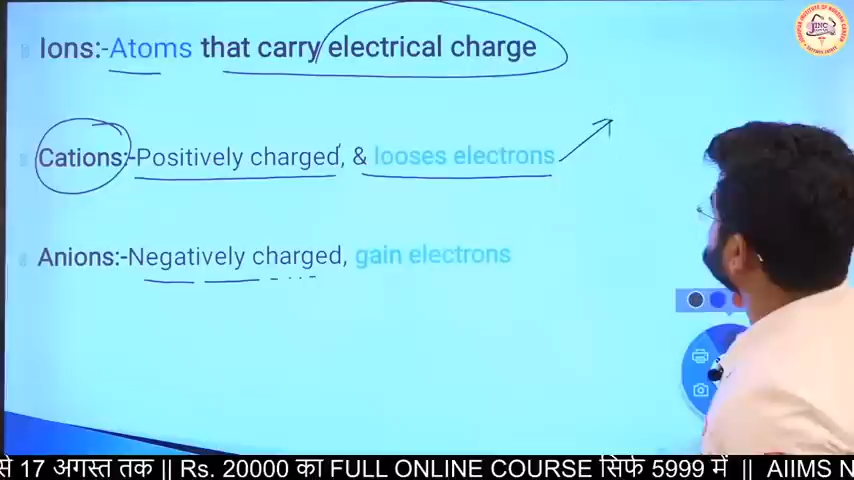 Ions:-Atoms that carry electrical charge
Cations:-Positively charged, & looses electrons
Anions:-Negatively charged, gain electrons
से 17 अगस्त तक || Rs. 20000 का FULL ONLINE COURSE सिर्फ 5999 में || AIIMS N